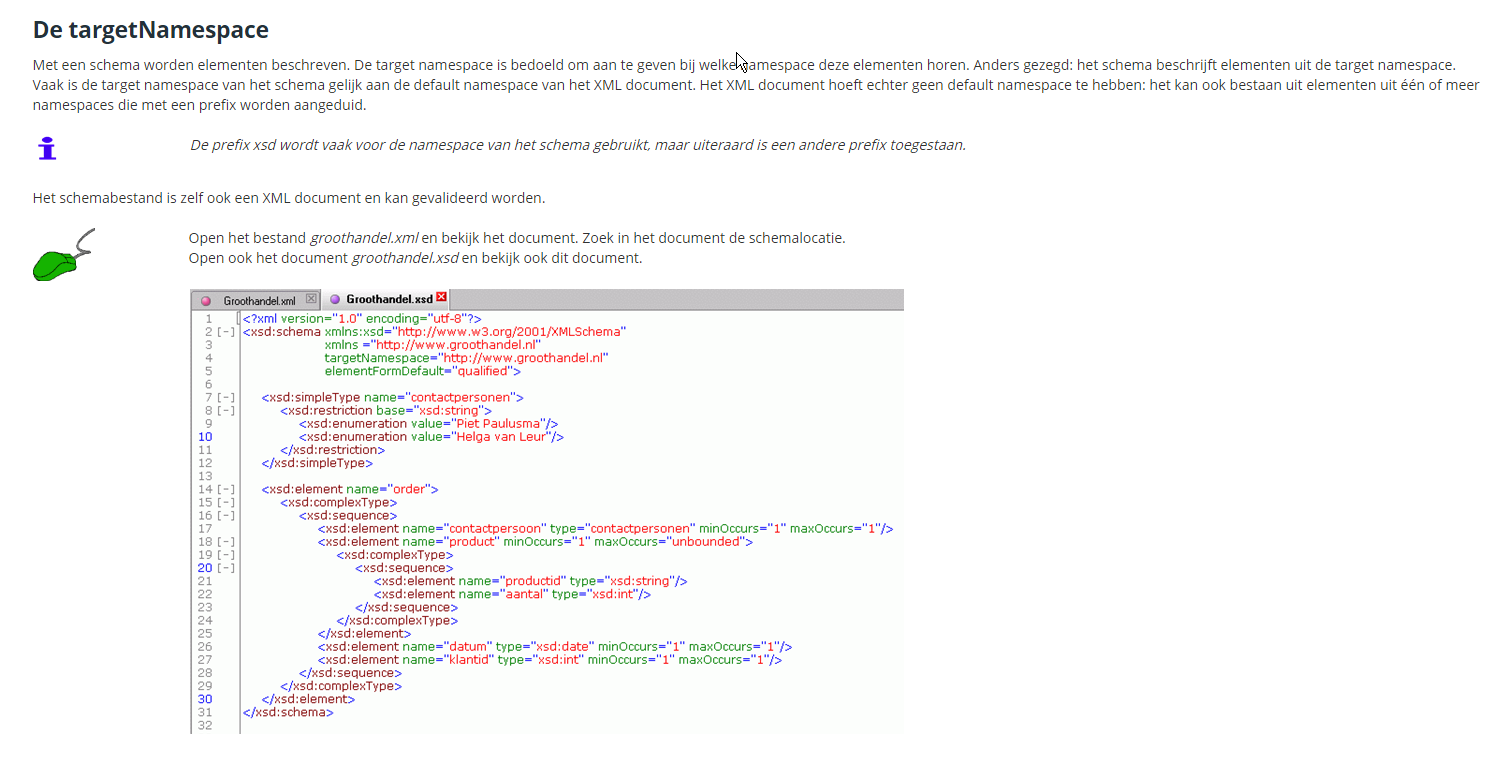 De targetNamespace
Met een schema worden elementen beschreven. De target namespace is bedoeld om aan te geven bij welke namespace deze elementen horen. Anders gezegd: het schema beschrijft elementen uit de target namespace.
Vaak is de target namespace van het schema gelijk aan de default namespace van het XML document. Het XML document hoeft echter geen default namespace te hebben: het kan ook bestaan uit elementen uit één of meer
namespaces die met een prefix worden aangeduid.
De prefix xsd wordt vaak voor de namespace van het schema gebruikt, maar uiteraard is een andere prefix toegestaan.
Het schemabestand is zelf ook een XML document en kan gevalideerd worden.
Open het bestand groothandel.xml en bekijk het document. Zoek in het document de schemalocatie.
Open ook het document groothandel.xsd en bekijk ook dit document.
Groothandel.xml Groothandel.xsd
1 <?xml version="1.0" encoding="utf-8"?>
2 [-] <xsd:schema xmlns:xsd="http://www.w3.org/2001/XMLSchema"
3 xmlns ="http://www.groothandel.nl"
4 targetNamespace="http://www.groothandel.nl"
5 elementFormDefault="qualified">
6
7 [-] <xsd:simpleType name="contactpersonen">
8 [-] <xsd:restriction base="xsd:string">
9 <xsd:enumeration value="Piet Paulusma"/>
10 <xsd:enumeration value="Helga van Leur"/>
11 </xsd:restriction>
12 </xsd:simpleType>
13
14 [-] <xsd:element name="order">
15 [-] <xsd:complexType>
16 [-] <xsd:sequence>
17 <xsd:element name="contactpersoon" type="contactpersonen" minOccurs="1" maxOccurs="1"/>
18 [-] <xsd:element name="product" minOccurs="1" maxOccurs="unbounded">
19 [-] <xsd:complexType>
20 [-] <xsd:sequence>
21 <xsd:element name="productid" type="xsd:string"/>
22 <xsd:element name="aantal" type="xsd:int"/>
23 </xsd:sequence>
24 </xsd:complexType>
25 </xsd:element>
26 <xsd:element name="datum" type="xsd:date" minOccurs="1" maxOccurs="1"/>
27 <xsd:element name="klantid" type="xsd:int" minOccurs="1" maxOccurs="1"/>
28 </xsd:sequence>
29 </xsd:complexType>
30 </xsd:element>
31 </xsd:schema>
32